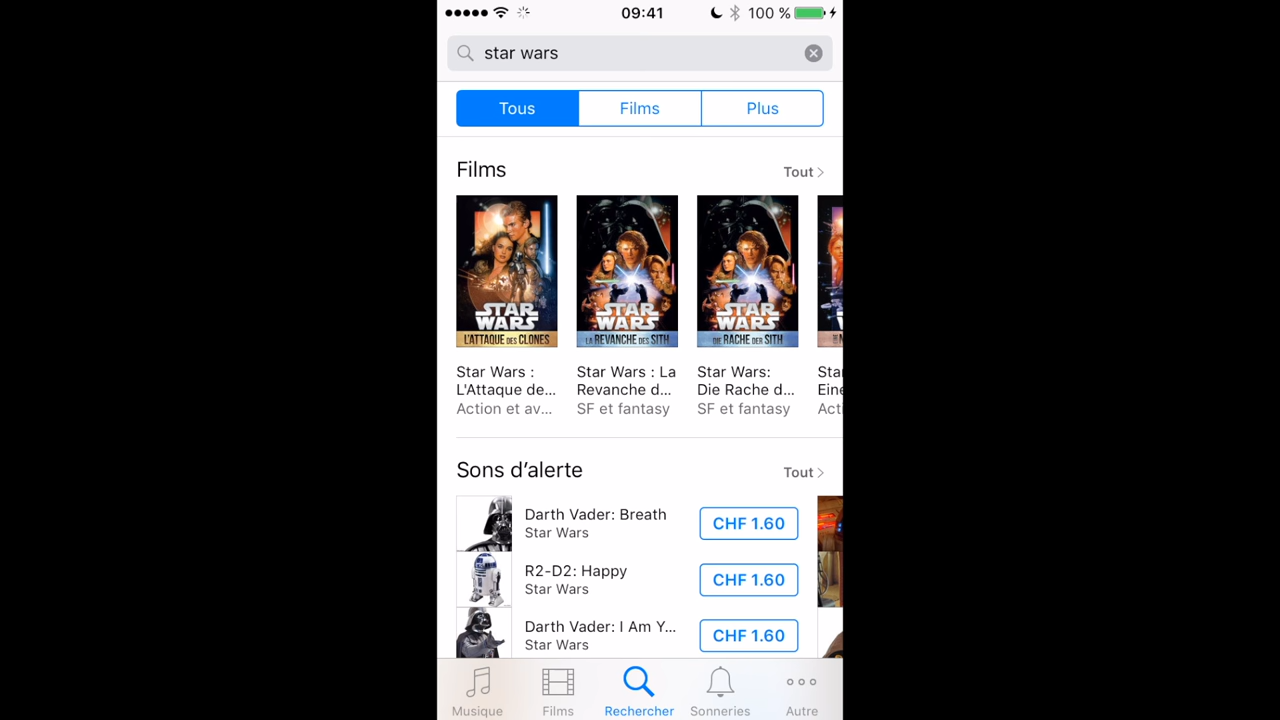 09:41
100 %
star wars
Tous
Films
Plus
Films
Tout
STAR WARS
L'ATTAQUE DES CLONES
STAR WARS
LA REVANCHE DES SITH
STAR WARS
DIE RACHE DER SITH
Star Wars :
L'Attaque de...
Action et av...
Star Wars : La
Revanche d...
SF et fantasy
Star Wars:
Die Rache d...
SF et fantasy
Sons d’alerte
Tout
Darth Vader: Breath
Star Wars
CHF 1.60
R2-D2: Happy
Star Wars
CHF 1.60
Darth Vader: I Am Y...
Star Wars
CHF 1.60
Musique
Films
Rechercher
Sonneries
Autre